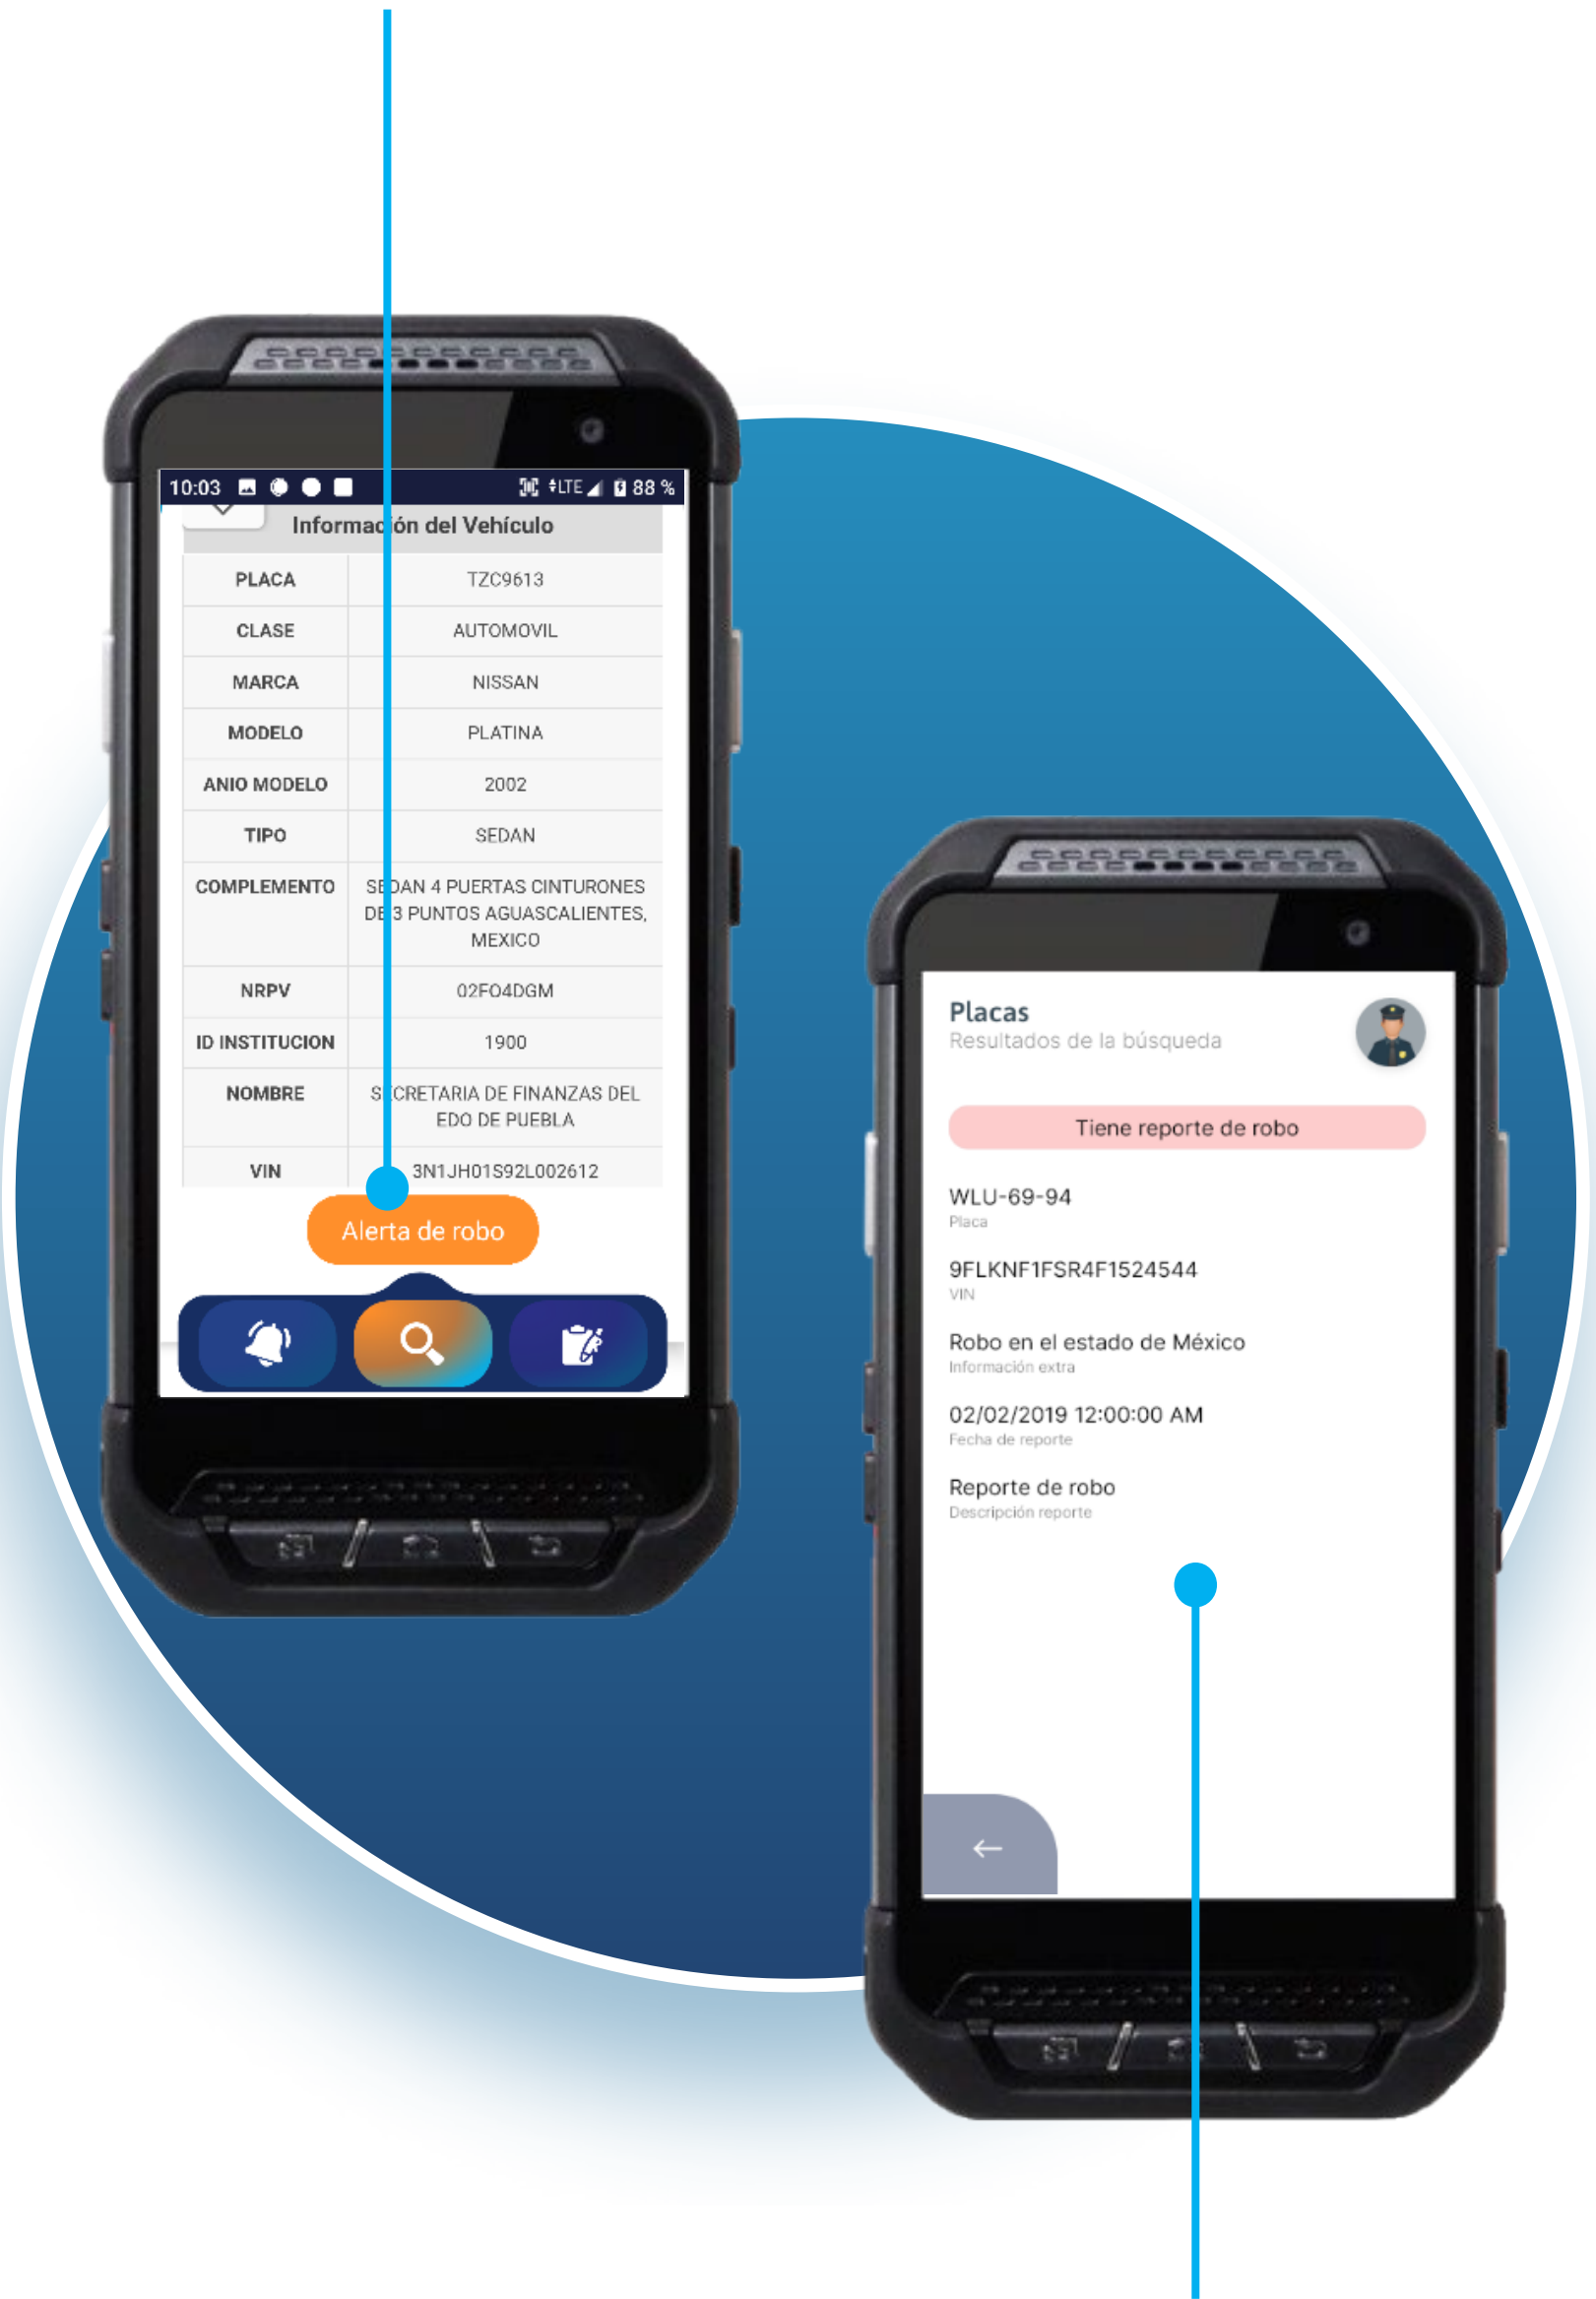 10:03 LTE 88 %
Información del Vehículo
PLACA TZC9613
CLASE AUTOMOVIL
MARCA NISSAN
MODELO PLATINA
ANIO MODELO 2002
TIPO SEDAN
COMPLEMENTO SEDAN 4 PUERTAS CINTURONES
DE 3 PUNTOS AGUASCALIENTES,
MEXICO
NRPV 02FO4DGM
ID INSTITUCION 1900
NOMBRE SECRETARIA DE FINANZAS DEL
EDO DE PUEBLA
VIN 3N1JH01S92L002612
Alerta de robo
Placas
Resultados de la búsqueda
Tiene reporte de robo
WLU-69-94
Placa
9FLKNF1FSR4F1524544
VIN
Robo en el estado de México
Información extra
02/02/2019 12:00:00 AM
Fecha de reporte
Reporte de robo
Descripción reporte